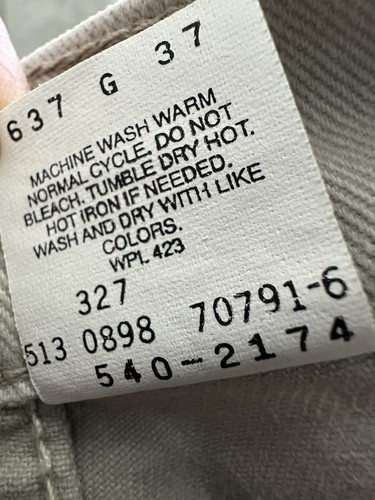 637 G 37
MACHINE WASH WARM
NORMAL CYCLE. DO NOT
BLEACH. TUMBLE DRY HOT.
HOT IRON IF NEEDED.
WASH AND DRY WITH LIKE
COLORS.
WPL 423
327
513 0898 70791-6
540-2174